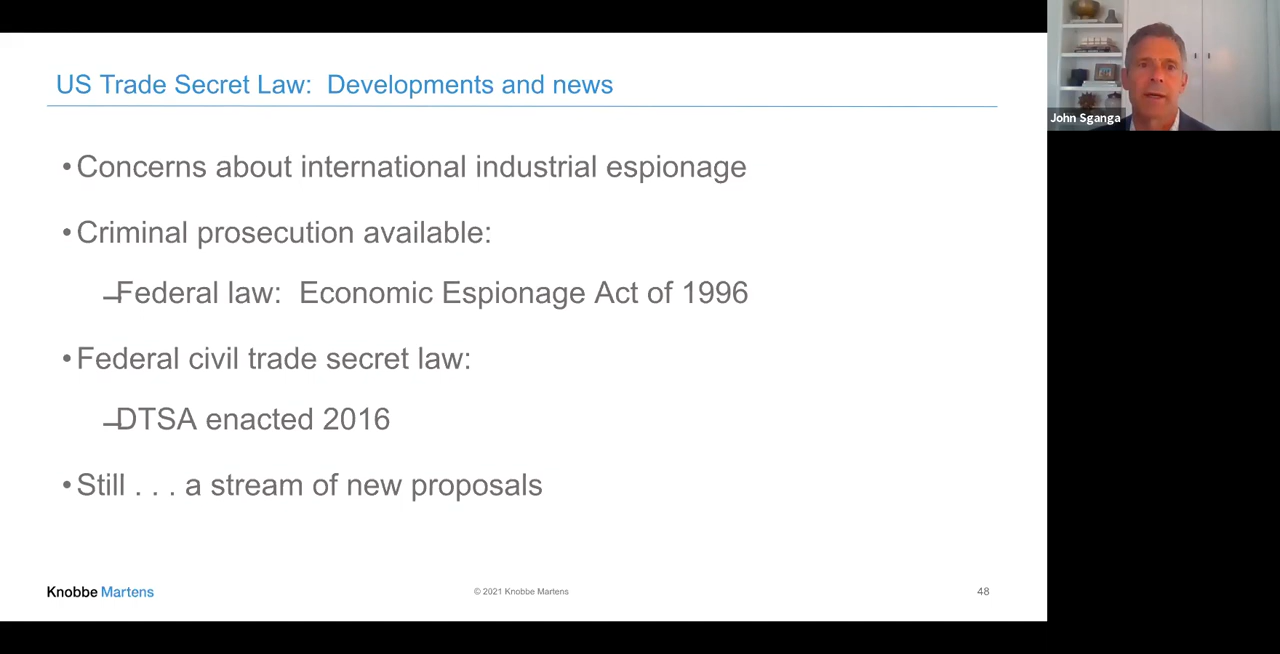 US Trade Secret Law:  Developments and news
John Sganga
• Concerns about international industrial espionage
• Criminal prosecution available:
–Federal law:  Economic Espionage Act of 1996
• Federal civil trade secret law:
–DTSA enacted 2016
• Still . . . a stream of new proposals
Knobbe Martens
© 2021 Knobbe Martens
48